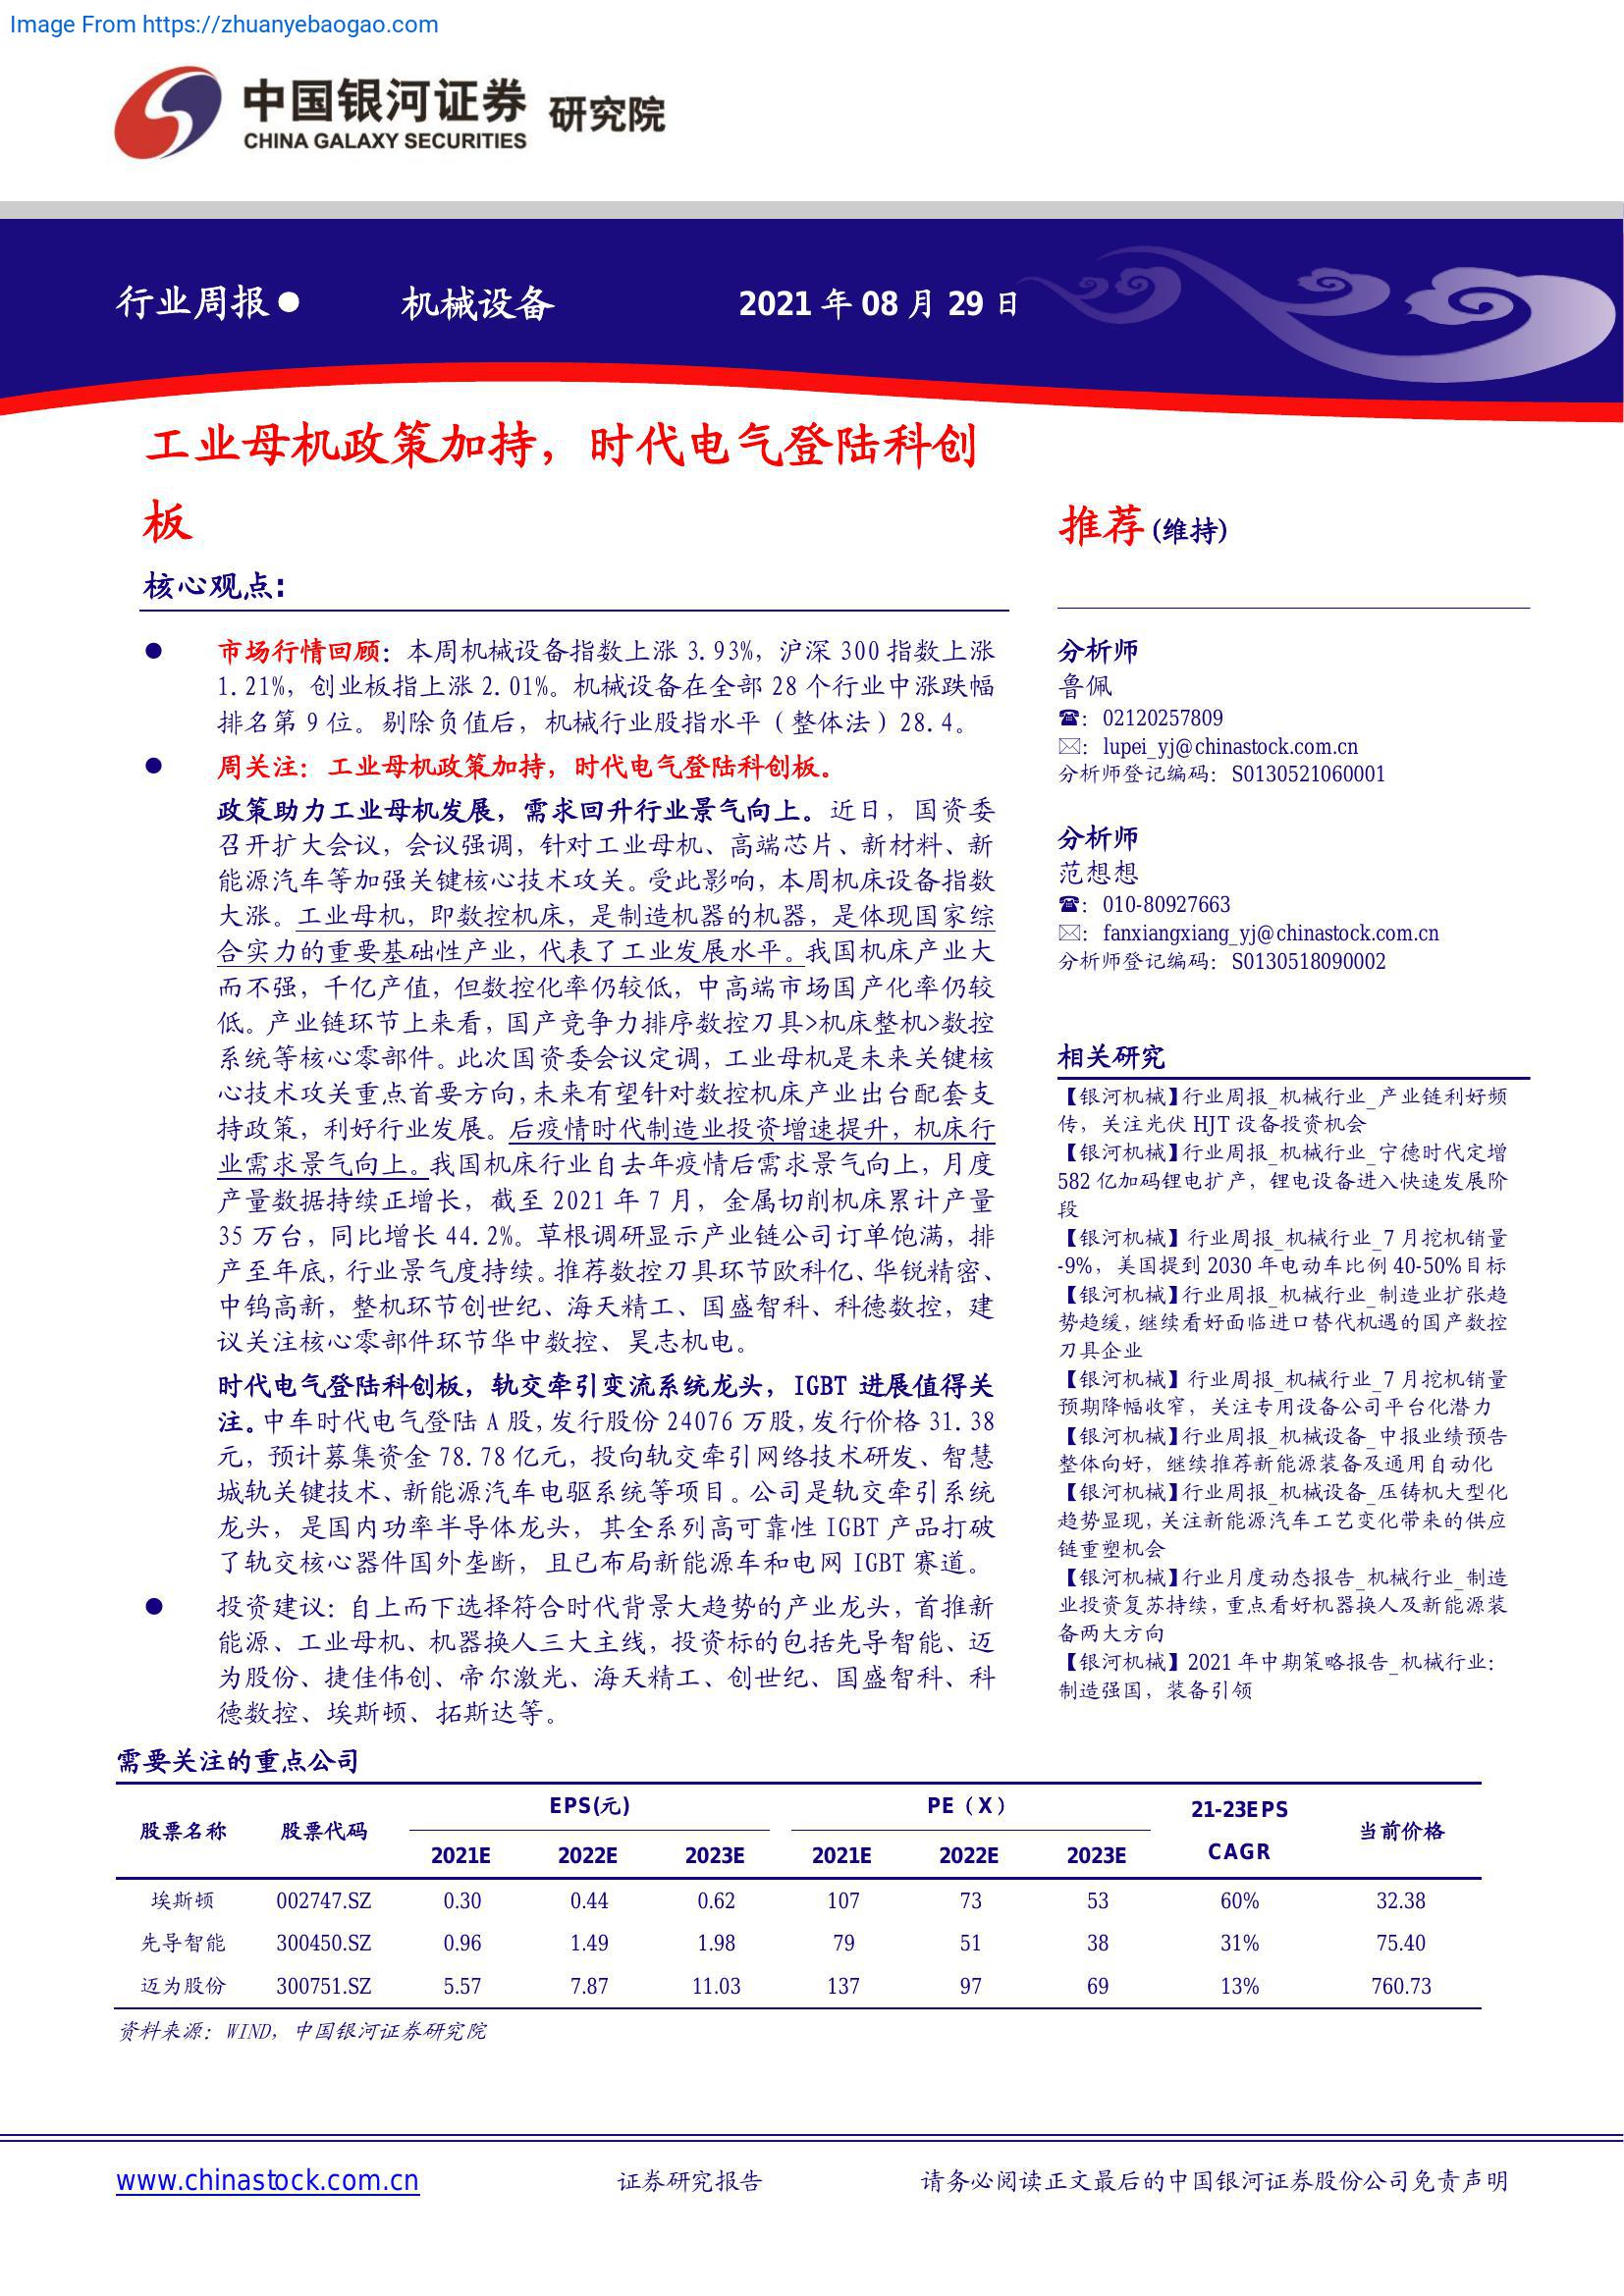 Image From https://zhuanyebaogao.com
中国银河证券 研究院
CHINA GALAXY SECURITIES
行业周报● 机械设备 2021 年 08 月 29 日
工业母机政策加持，时代电气登陆科创
板
核心观点:
● 市场行情回顾：本周机械设备指数上涨 3.93%，沪深 300 指数上涨
1.21%，创业板指上涨 2.01%。机械设备在全部 28 个行业中涨跌幅
排名第 9 位。剔除负值后，机械行业股指水平（整体法）28.4。
● 周关注：工业母机政策加持，时代电气登陆科创板。
政策助力工业母机发展，需求回升行业景气向上。近日，国资委
召开扩大会议，会议强调，针对工业母机、高端芯片、新材料、新
能源汽车等加强关键核心技术攻关。受此影响，本周机床设备指数
大涨。工业母机，即数控机床，是制造机器的机器，是体现国家综
合实力的重要基础性产业，代表了工业发展水平。我国机床产业大
而不强，千亿产值，但数控化率仍较低，中高端市场国产化率仍较
低。产业链环节上来看，国产竞争力排序数控刀具>机床整机>数控
系统等核心零部件。此次国资委会议定调，工业母机是未来关键核
心技术攻关重点首要方向，未来有望针对数控机床产业出台配套支
持政策，利好行业发展。后疫情时代制造业投资增速提升，机床行
业需求景气向上。我国机床行业自去年疫情后需求景气向上，月度
产量数据持续正增长，截至 2021 年 7 月，金属切削机床累计产量
35 万台，同比增长 44.2%。草根调研显示产业链公司订单饱满，排
产至年底，行业景气度持续。推荐数控刀具环节欧科亿、华锐精密、
中钨高新，整机环节创世纪、海天精工、国盛智科、科德数控，建
议关注核心零部件环节华中数控、昊志机电。
时代电气登陆科创板，轨交牵引变流系统龙头，IGBT 进展值得关
注。中车时代电气登陆 A 股，发行股份 24076 万股，发行价格 31.38
元，预计募集资金 78.78 亿元，投向轨交牵引网络技术研发、智慧
城轨关键技术、新能源汽车电驱系统等项目。公司是轨交牵引系统
龙头，是国内功率半导体龙头，其全系列高可靠性 IGBT 产品打破
了轨交核心器件国外垄断，且已布局新能源车和电网 IGBT 赛道。
● 投资建议：自上而下选择符合时代背景大趋势的产业龙头，首推新
能源、工业母机、机器换人三大主线，投资标的包括先导智能、迈
为股份、捷佳伟创、帝尔激光、海天精工、创世纪、国盛智科、科
德数控、埃斯顿、拓斯达等。
推荐 (维持)
分析师
鲁佩
☎：02120257809
✉：lupei_yj@chinastock.com.cn
分析师登记编码：S0130521060001
分析师
范想想
☎：010-80927663
✉：fanxiangxiang_yj@chinastock.com.cn
分析师登记编码：S0130518090002
相关研究
【银河机械】行业周报_机械行业_产业链利好频
传，关注光伏 HJT 设备投资机会
【银河机械】行业周报_机械行业_宁德时代定增
582 亿加码锂电扩产，锂电设备进入快速发展阶
段
【银河机械】行业周报_机械行业_7 月挖机销量
-9%，美国提到 2030 年电动车比例 40-50%目标
【银河机械】行业周报_机械行业_制造业扩张趋
势趋缓，继续看好面临进口替代机遇的国产数控
刀具企业
【银河机械】行业周报_机械行业_7 月挖机销量
预期降幅收窄，关注专用设备公司平台化潜力
【银河机械】行业周报_机械设备_中报业绩预告
整体向好，继续推荐新能源装备及通用自动化
【银河机械】行业周报_机械设备_压铸机大型化
趋势显现，关注新能源汽车工艺变化带来的供应
链重塑机会
【银河机械】行业月度动态报告_机械行业_制造
业投资复苏持续，重点看好机器换人及新能源装
备两大方向
【银河机械】2021 年中期策略报告_机械行业：
制造强国，装备引领
需要关注的重点公司
股票名称 股票代码 EPS(元) PE（X） 21-23EPS CAGR 当前价格
2021E 2022E 2023E 2021E 2022E 2023E
埃斯顿 002747.SZ 0.30 0.44 0.62 107 73 53 60% 32.38
先导智能 300450.SZ 0.96 1.49 1.98 79 51 38 31% 75.40
迈为股份 300751.SZ 5.57 7.87 11.03 137 97 69 13% 760.73
资料来源：WIND，中国银河证券研究院
www.chinastock.com.cn 证券研究报告 请务必阅读正文最后的中国银河证券股份公司免责声明